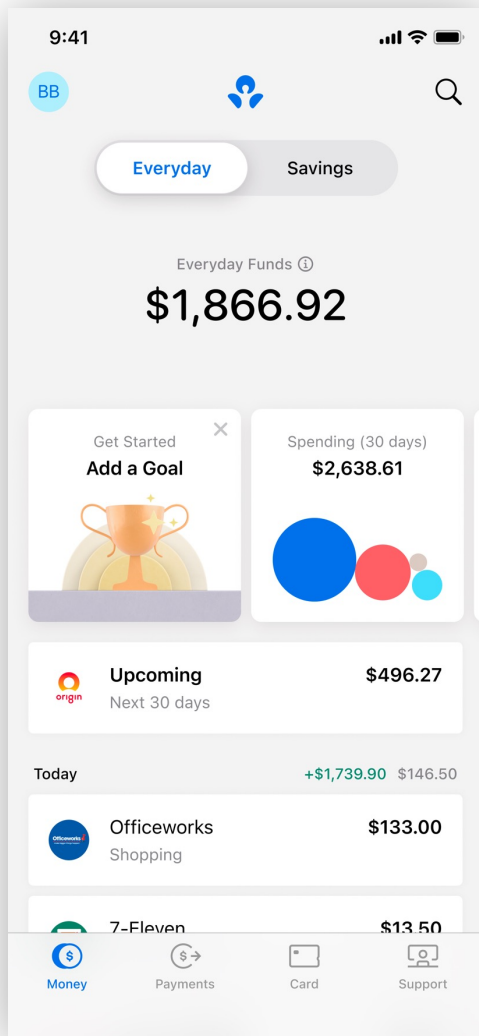 9:41
BB
Everyday Savings
Everyday Funds
$1,866.92
Get Started
Add a Goal
Spending (30 days)
$2,638.61
origin
Upcoming $496.27
Next 30 days
Today +$1,739.90 $146.50
Officeworks
Officeworks $133.00
Shopping
7-Eleven $13.50
Money Payments Card Support